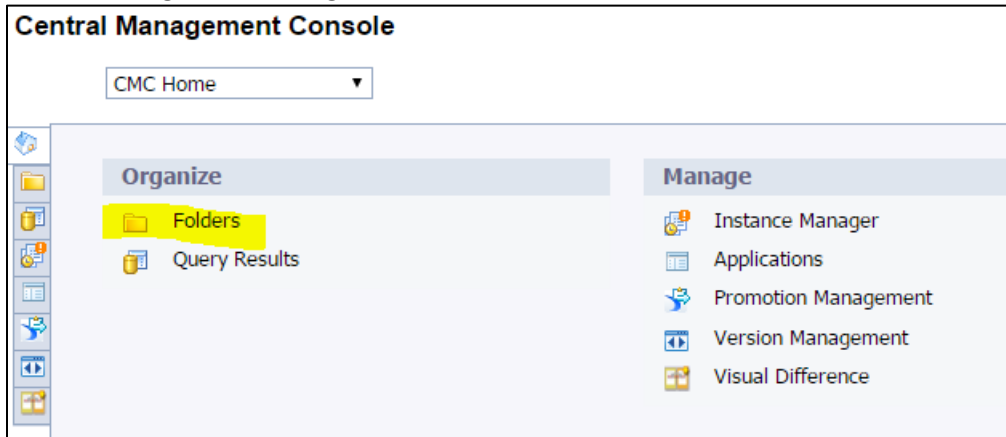 Central Management Console
CMC Home
Organize
Folders
Query Results
Manage
Instance Manager
Applications
Promotion Management
Version Management
Visual Difference